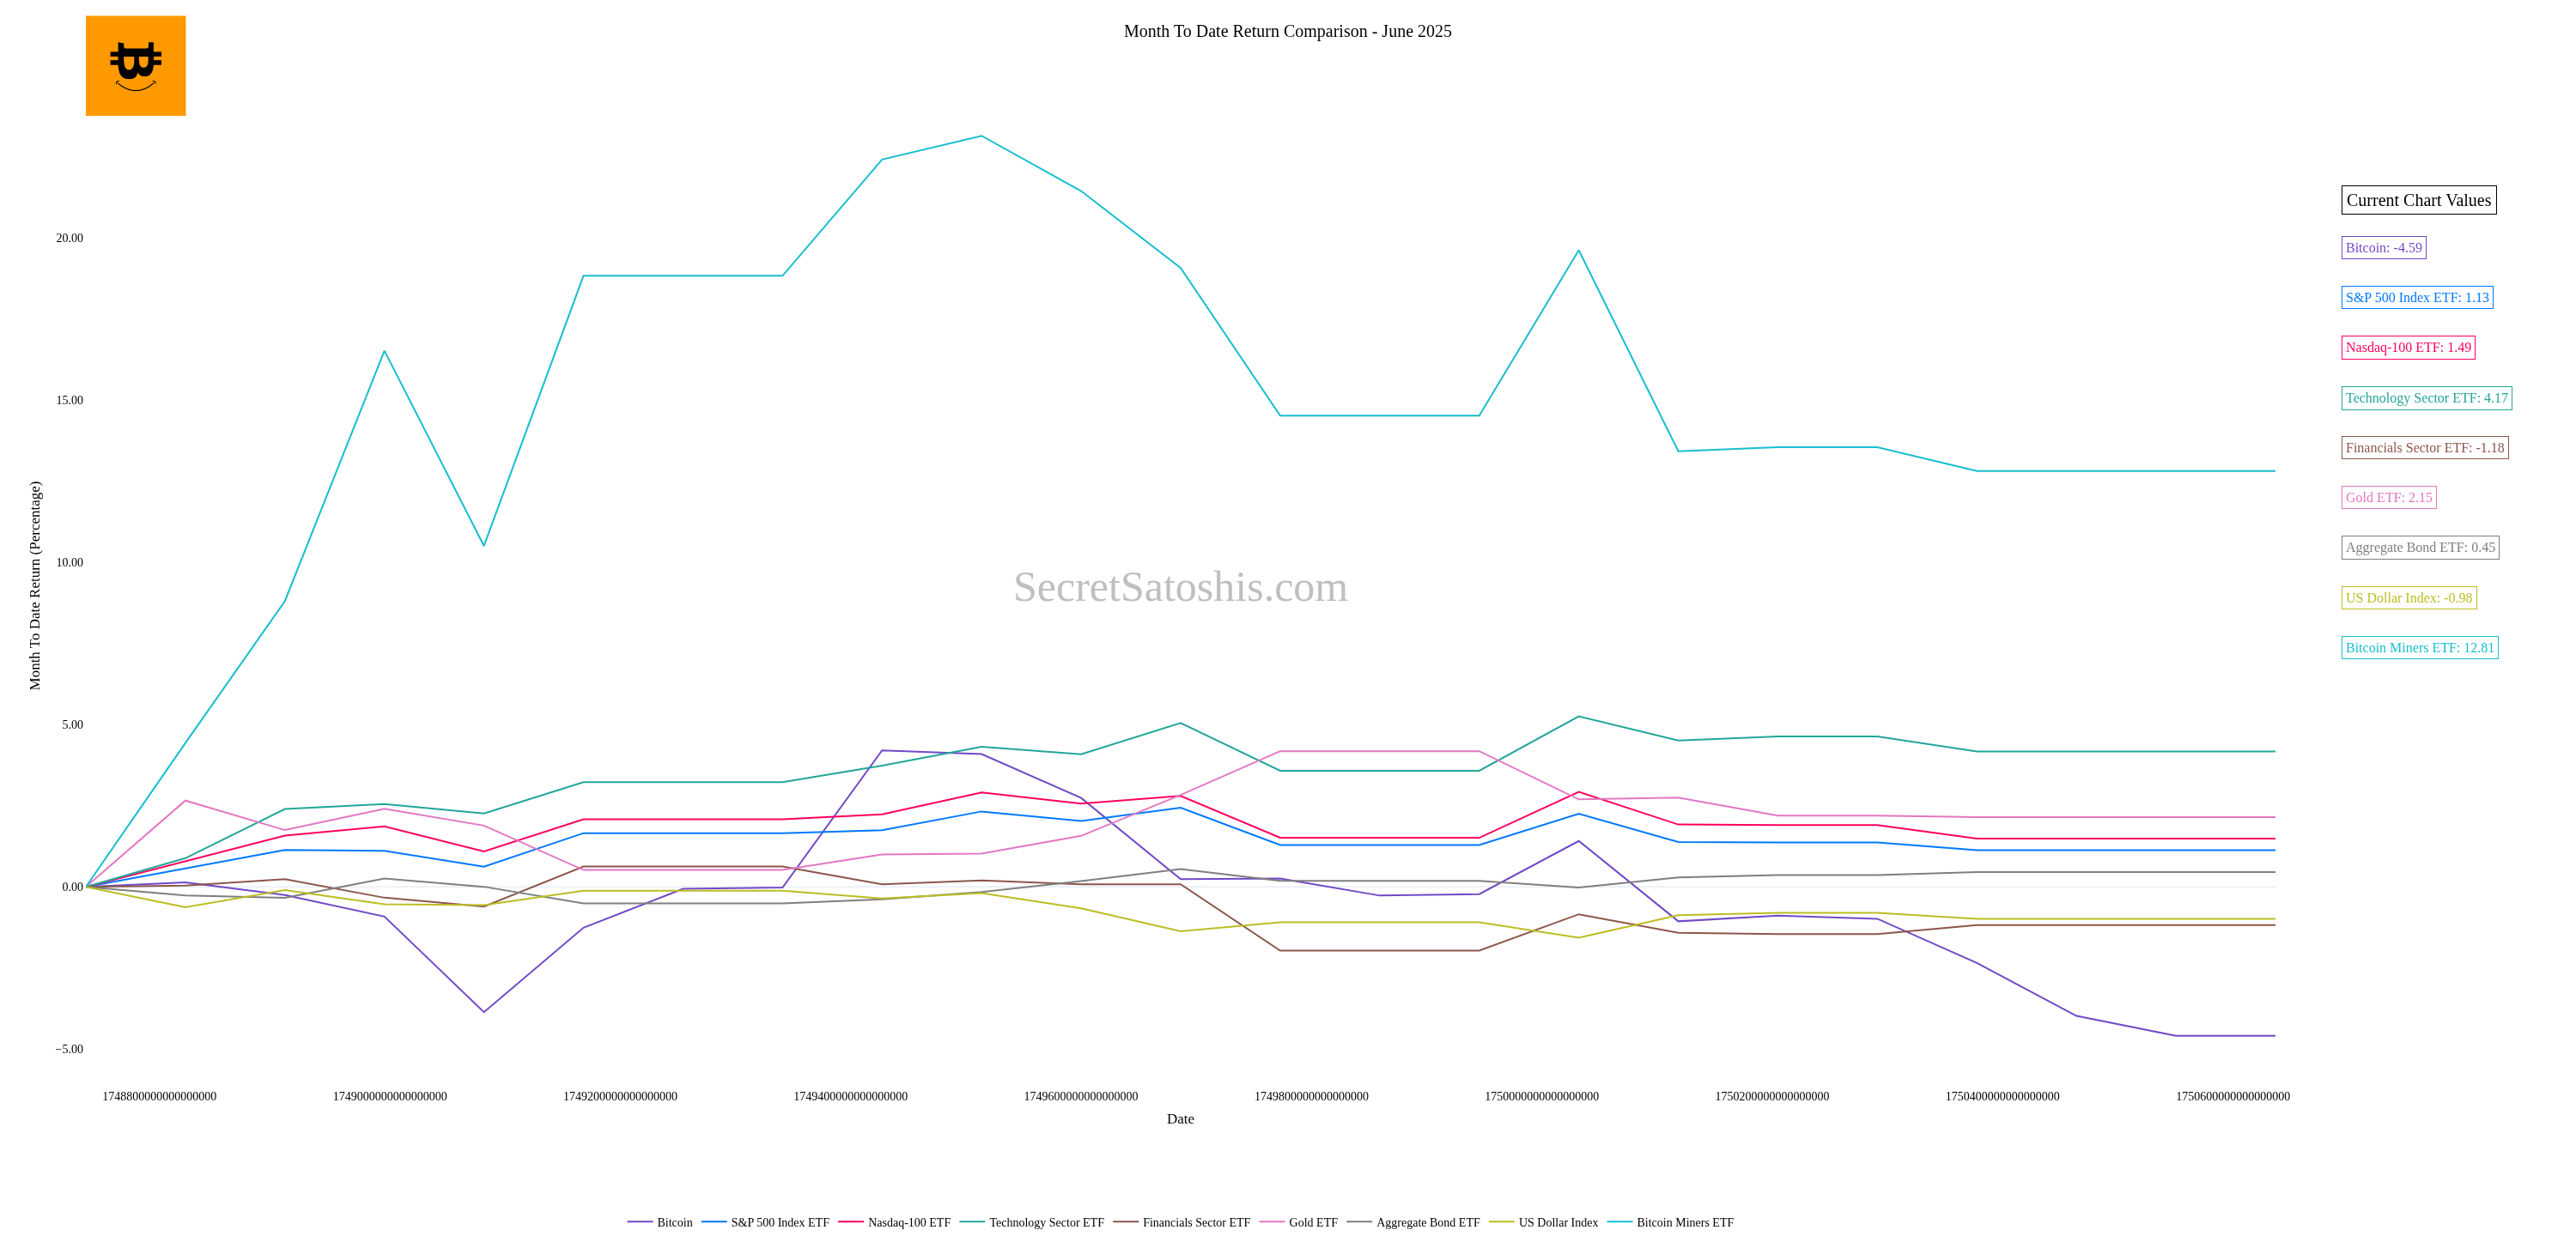 Month To Date Return Comparison - June 2025
Current Chart Values
Bitcoin: -4.59
S&P 500 Index ETF: 1.13
Nasdaq-100 ETF: 1.49
Technology Sector ETF: 4.17
Financials Sector ETF: -1.18
Gold ETF: 2.15
Aggregate Bond ETF: 0.45
US Dollar Index: -0.98
Bitcoin Miners ETF: 12.81
Month To Date Return (Percentage)
20.00
15.00
10.00
5.00
0.00
−5.00
SecretSatoshis.com
1748800000000000000 1749000000000000000 1749200000000000000 1749400000000000000 1749600000000000000 1749800000000000000 1750000000000000000 1750200000000000000 1750400000000000000 1750600000000000000
Date
Bitcoin S&P 500 Index ETF Nasdaq-100 ETF Technology Sector ETF Financials Sector ETF Gold ETF Aggregate Bond ETF US Dollar Index Bitcoin Miners ETF